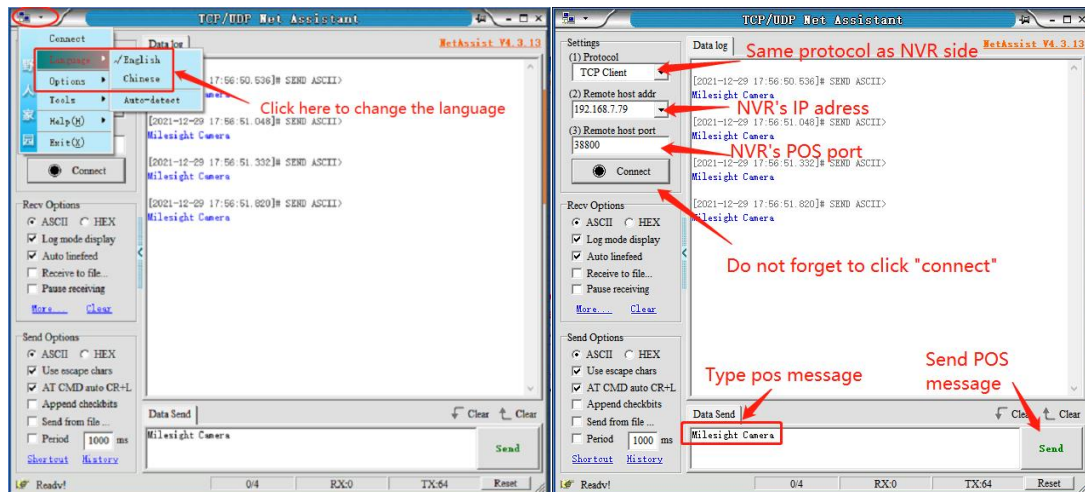 TCP/UDP Net Assistant
Connect
Language
Options
Tools
Help(H)
Exit(X)
✓English
Chinese
Auto-detect
Click here to change the language
Data log
NetAssist V4.3.13
17:56:50.536]# SEND ASCII>
[2021-12-29 17:56:51.048]# SEND ASCII>
Milesight Camera
[2021-12-29 17:56:51.332]# SEND ASCII>
Milesight Camera
[2021-12-29 17:56:51.820]# SEND ASCII>
Milesight Camera
Connect
Recv Options
ASCII HEX
Log mode display
Auto linefeed
Receive to file...
Pause receiving
More... Clear
Send Options
ASCII HEX
Use escape chars
AT CMD auto CR+L
Append checkbits
Send from file ...
Period 1000 ms
Shortcut History
Data Send
Clear Clear
Milesight Camera
Send
Ready!
0/4
RX:0
TX:64
Reset
TCP/UDP Net Assistant
Settings
(1) Protocol
TCP Client
(2) Remote host addr
192.168.7.79
(3) Remote host port
38800
Connect
Data log
NetAssist V4.3.13
Same protocol as NVR side
[2021-12-29 17:56:50.536]# SEND ASCII>
Milesight Camera
NVR's IP adress
[2021-12-29 17:56:51.048]# SEND ASCII>
Milesight Camera
NVR's POS port
[2021-12-29 17:56:51.332]# SEND ASCII>
Milesight Camera
[2021-12-29 17:56:51.820]# SEND ASCII>
Milesight Camera
Do not forget to click "connect"
Recv Options
ASCII HEX
Log mode display
Auto linefeed
Receive to file...
Pause receiving
More... Clear
Send Options
ASCII HEX
Use escape chars
AT CMD auto CR+L
Append checkbits
Send from file ...
Period 1000 ms
Shortcut History
Type pos message
Send POS
message
Data Send
Clear Clear
Milesight Camera
Send
Ready!
0/4
RX:0
TX:64
Reset